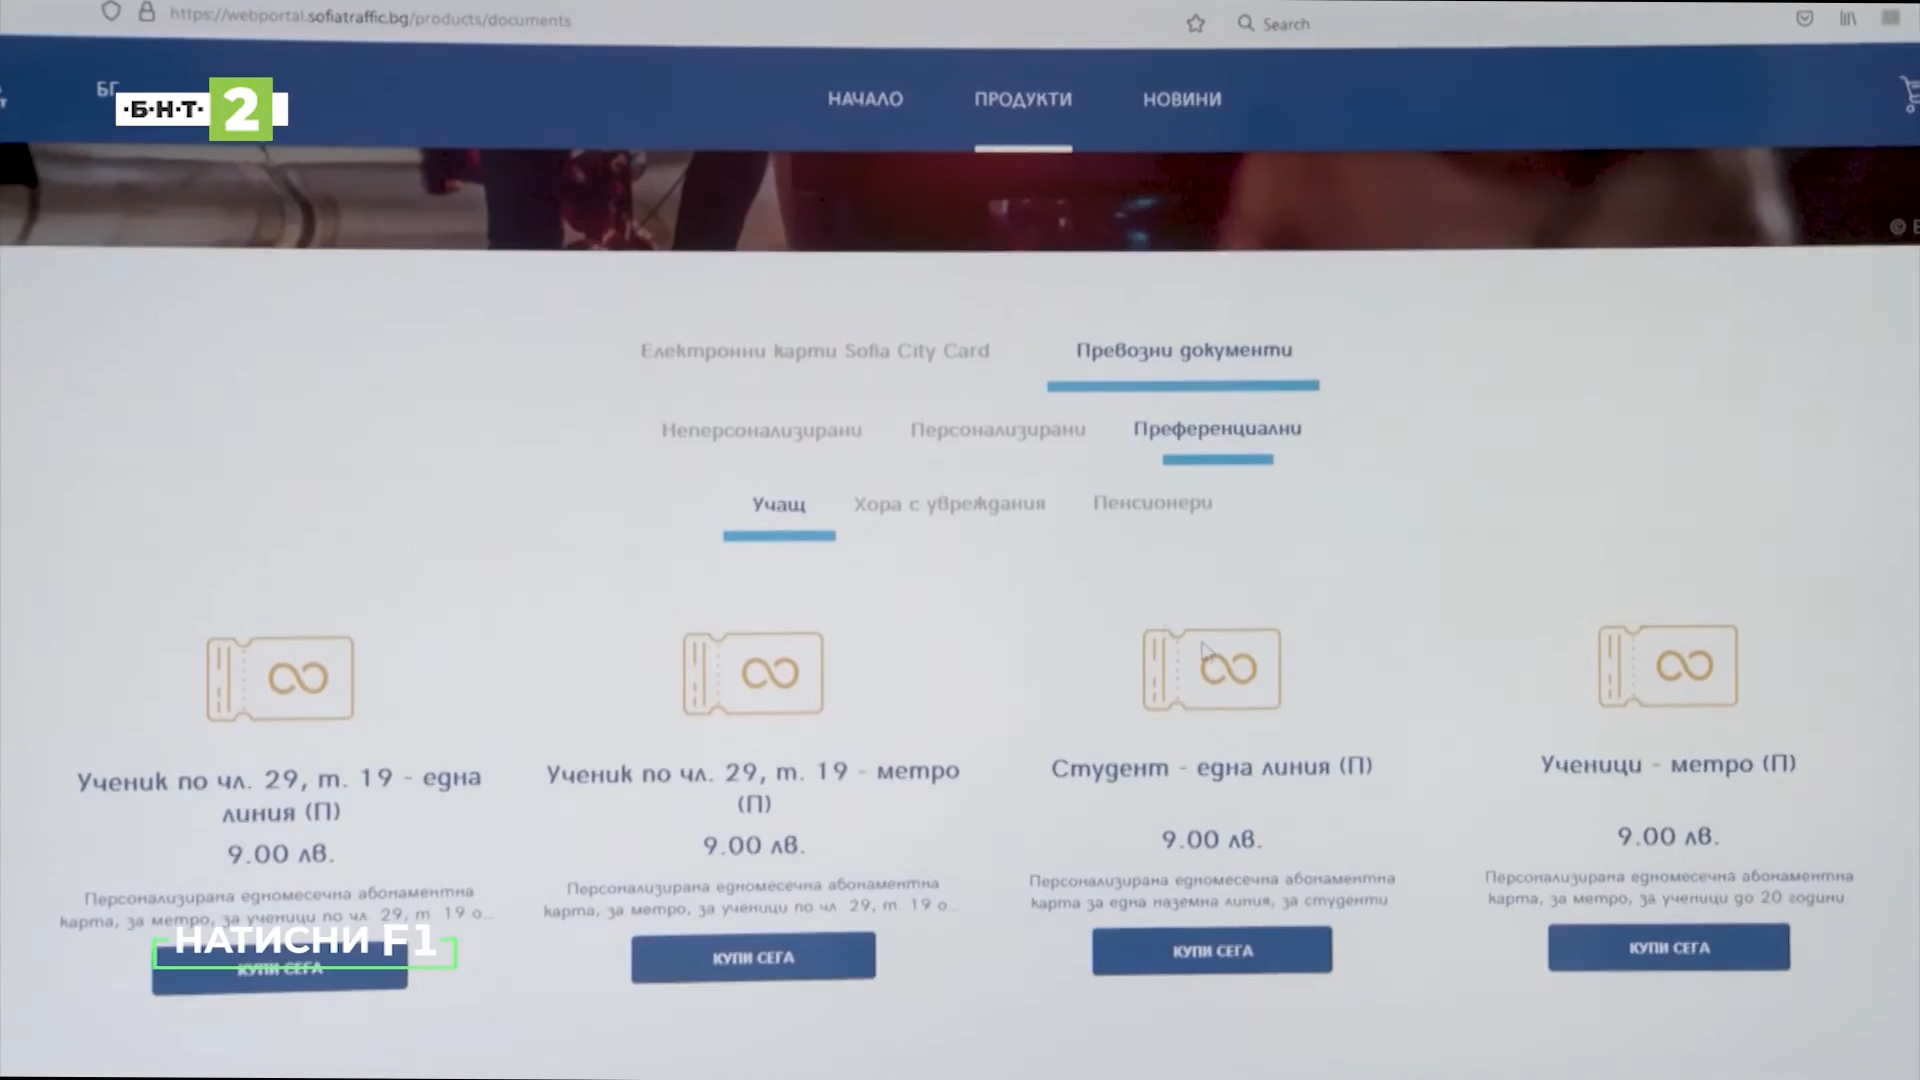 https://webportal.sofiatraffic.bg/products/documents
Search
БГ
·Б·Н·Т· 2
НАЧАЛО
ПРОДУКТИ
НОВИНИ
Електронни карти Sofia City Card
Превозни документи
Неперсонализирани
Персонализирани
Преференциални
Учащ
Хора с увреждания
Пенсионери
Ученик по чл. 29, т. 19 - една
линия (П)
9.00 лв.
Персонализирана едномесечна абонаментна
карта, за метро, за ученици по чл. 29, т. 19 о...
КУПИ СЕГА
Ученик по чл. 29, т. 19 - метро
(П)
9.00 лв.
Персонализирана едномесечна абонаментна
карта, за метро, за ученици по чл. 29, т. 19 о...
КУПИ СЕГА
Студент - една линия (П)
9.00 лв.
Персонализирана едномесечна абонаментна
карта за една наземна линия, за студенти
КУПИ СЕГА
Ученици - метро (П)
9.00 лв.
Персонализирана едномесечна абонаментна
карта, за метро, за ученици до 20 години
КУПИ СЕГА
НАТИСНИ F1